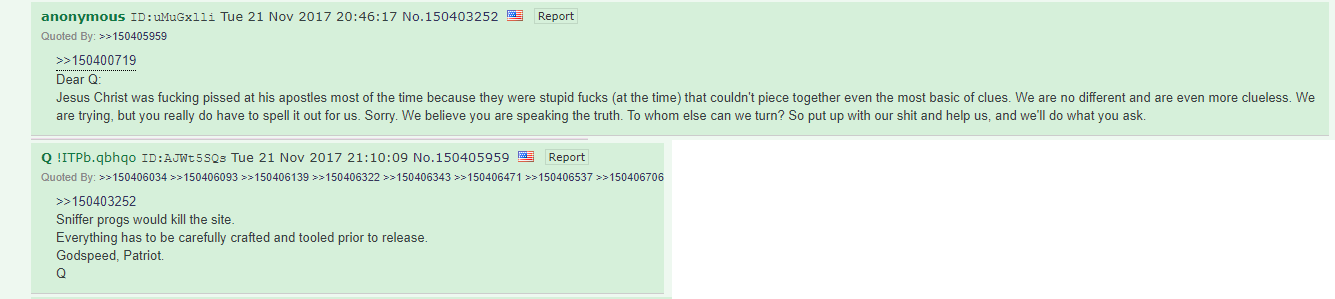 anonymous ID:uMuGxlli Tue 21 Nov 2017 20:46:17 No.150403252 Report
Quoted By: >>150405959
>>150400719
Dear Q:
Jesus Christ was fucking pissed at his apostles most of the time because they were stupid fucks (at the time) that couldn't piece together even the most basic of clues. We are no different and are even more clueless. We
are trying, but you really do have to spell it out for us. Sorry. We believe you are speaking the truth. To whom else can we turn? So put up with our shit and help us, and we'll do what you ask.
Q !ITPb.qbhqo ID:AJWt5SQs Tue 21 Nov 2017 21:10:09 No.150405959 Report
Quoted By: >>150406034 >>150406093 >>150406139 >>150406322 >>150406343 >>150406471 >>150406537 >>150406706
>>150403252
Sniffer progs would kill the site.
Everything has to be carefully crafted and tooled prior to release.
Godspeed, Patriot.
Q